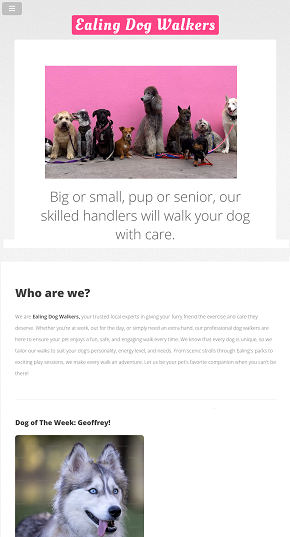 Ealing Dog Walkers
Big or small, pup or senior, our
skilled handlers will walk your dog
with care.
Who are we?
We are Ealing Dog Walkers, your trusted local experts in giving your furry friend the exercise and care they
deserve. Whether you're at work, out for the day, or simply need an extra hand, our professional dog walkers are
here to ensure your pet enjoys a fun, safe, and engaging walk every time. We know that every dog is unique, so we
tailor our walks to suit your dog's personality, energy level, and needs. From scenic strolls through Ealing's parks to
exciting play sessions, we make every walk an adventure. Let us be your pet's favorite companion when you can't be
there!
Dog of The Week: Geoffrey!